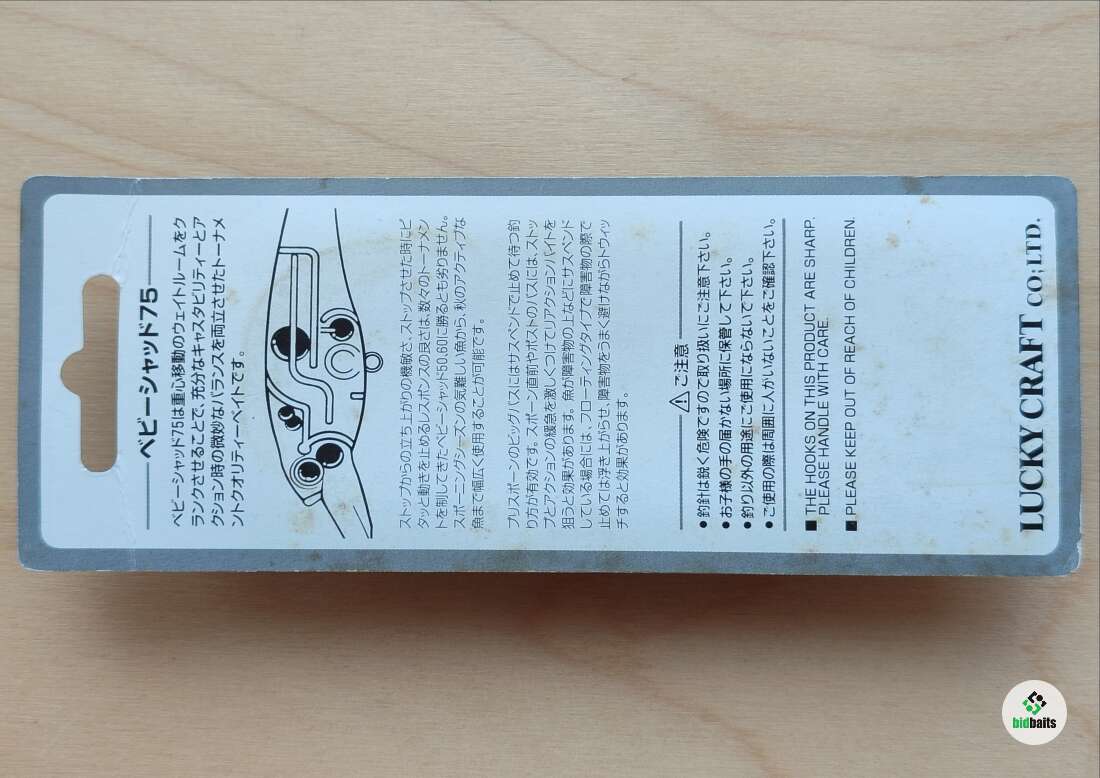 ベビーシャッド75
ベビーシャッド75は重心移動のウェイトルームをク
ランクさせることで、充分なキャスタビリティーとア
クション時の微妙なバランスを両立させたトーナメ
ントクオリティーベイトです。
ストップからの立ち上がりの機敏さ、ストップさせた時にピ
タッと動きを止めるレスポンスの良さは、数々のトーナメン
トを制してきたベビーシャッド50、60に勝るとも劣りません。
スポーニングシーズンの気難しい魚から、秋のアクティブな
魚まで幅広く使用することが可能です。
プリスポーンのビッグバスにはサスペンドで止めて待つ釣
り方が有効です。スポーン直前やポストのバスには、ストッ
プとアクションの緩急を激しくつけてリアクションバイトを
狙うと効果があります。魚が障害物の上などにサスペンド
している場合には、フローティングタイプで障害物の際で
止めては浮き上がらせ、障害物をうまく避けながらトウィッ
チすると効果があります。
⚠ご注意
●釣針は鋭く危険ですので取り扱いにご注意下さい。
●お子様の手の届かない場所に保管して下さい。
●釣り以外の用途にご使用にならないで下さい。
●ご使用の際は周囲に人がいないことをご確認下さい。
■THE HOOKS ON THIS PRODUCT ARE SHARP.
PLEASE HANDLE WITH CARE.
■PLEASE KEEP OUT OF REACH OF CHILDREN.
LUCKY CRAFT CO;LTD.
bidbaits